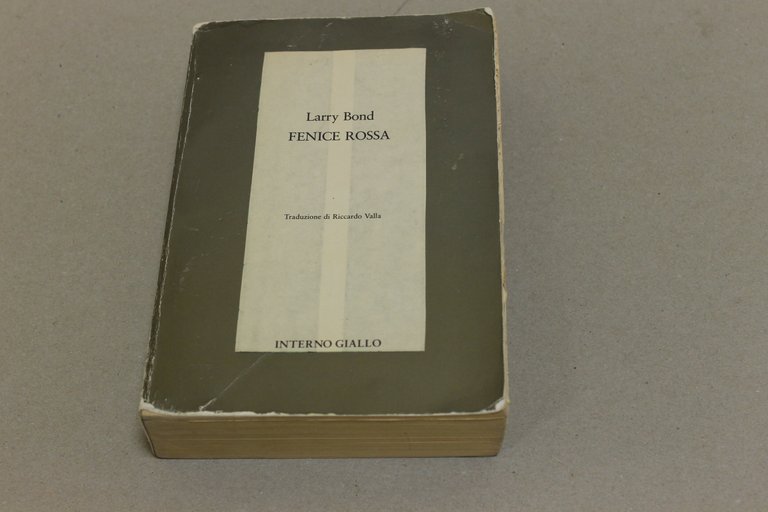 Larry Bond
FENICE ROSSA
Traduzione di Riccardo Valla
INTERNO GIALLO